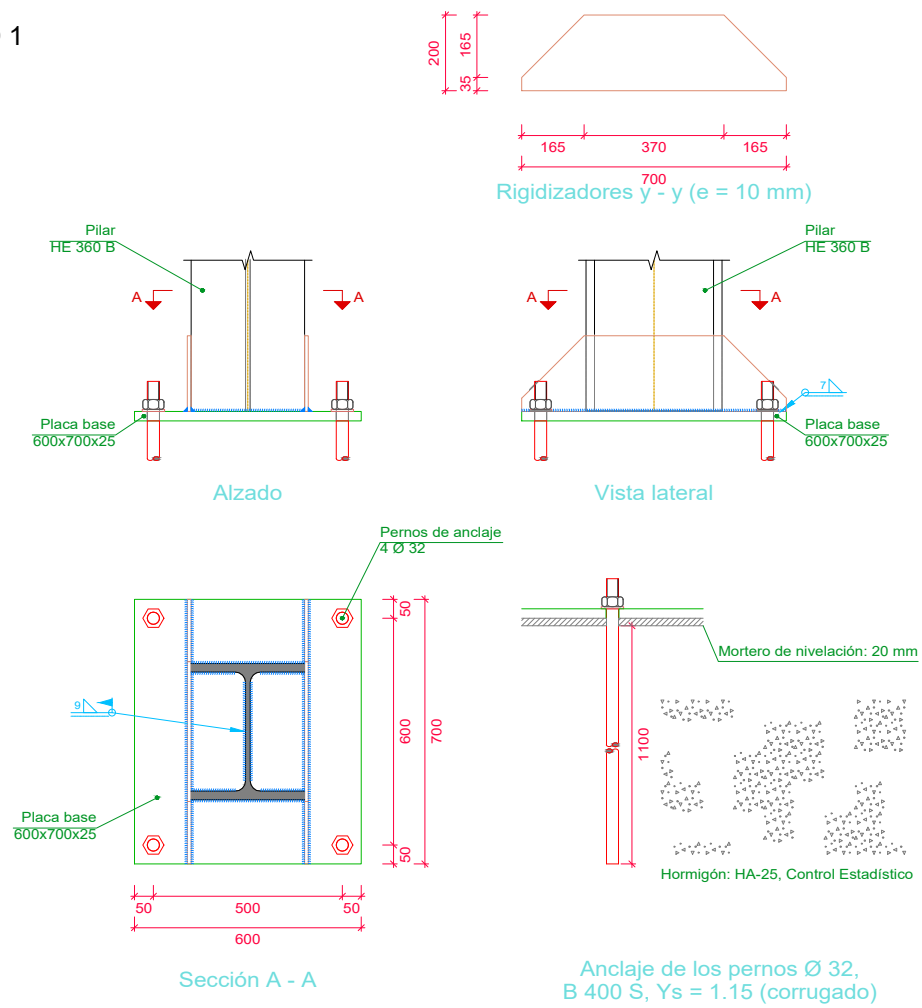 1
200
165
35
165
370
165
700
Rigidizadores y - y (e = 10 mm)
Pilar
HE 360 B
A
A
Placa base
600x700x25
Alzado
Pilar
HE 360 B
A
A
7
Placa base
600x700x25
Vista lateral
Pernos de anclaje
4 Ø 32
9
Placa base
600x700x25
50
600
50
700
50
500
50
600
Sección A - A
Mortero de nivelación: 20 mm
1100
Hormigón: HA-25, Control Estadístico
Anclaje de los pernos Ø 32,
B 400 S, Ys = 1.15 (corrugado)